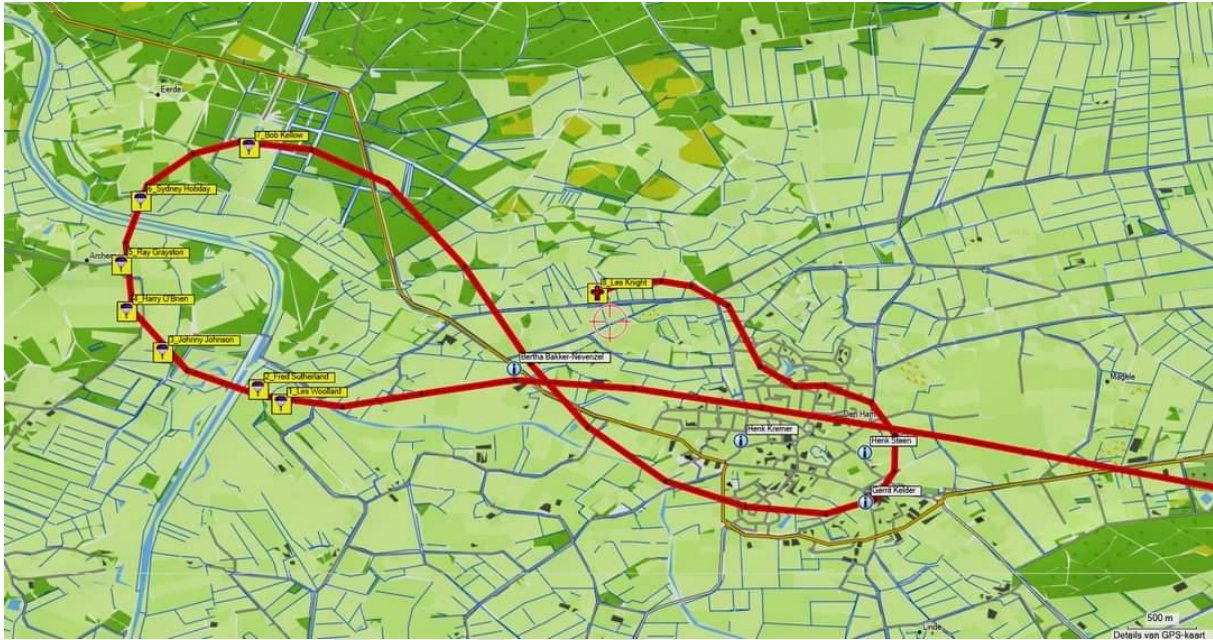 Eerde
7_Bob Kellow
6_Sydney Hobday
5_Ray Grayston
Archem
8_Les Knight
4_Harry O'Brien
3_Johnny Johnson
Bertha Bakker-Nevenzel
2_Fred Sutherland
Magele
1_Les Woollard
Den Ham
Henk Kremer
Henk Steen
Gerrit Kelder
500 m
Linde
Details van GPS-kaart